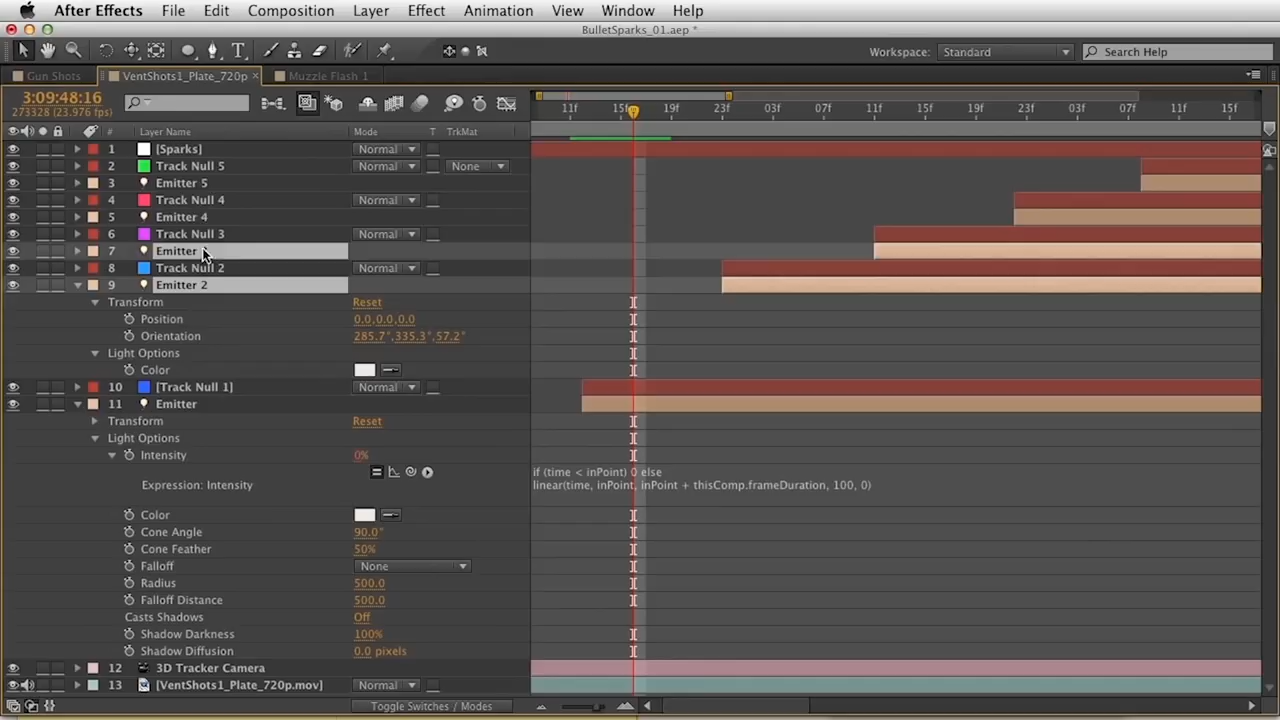 After Effects File Edit Composition Layer Effect Animation View Window Help
BulletSparks_01.aep *
Workspace: Standard Search Help
Gun Shots VentShots1_Plate_720p × Muzzle Flash 1
3:09:48:16
273328 (23.976 fps)
11f 15f 19f 23f 03f 07f 11f 15f 19f 23f 03f 07f 11f 15f
# Layer Name Mode T TrkMat
1 [Sparks] Normal
2 Track Null 5 Normal None
3 Emitter 5
4 Track Null 4 Normal
5 Emitter 4
6 Track Null 3 Normal
7 Emitter
8 Track Null 2 Normal
9 Emitter 2
Transform Reset
Position 0.0,0.0,0.0
Orientation 285.7°,335.3°,57.2°
Light Options
Color
10 [Track Null 1] Normal
11 Emitter
Transform Reset
Light Options
Intensity 0%
if (time < inPoint) 0 else
Expression: Intensity linear(time, inPoint, inPoint + thisComp.frameDuration, 100, 0)
Color
Cone Angle 90.0°
Cone Feather 50%
Falloff None
Radius 500.0
Falloff Distance 500.0
Casts Shadows Off
Shadow Darkness 100%
Shadow Diffusion 0.0 pixels
12 3D Tracker Camera
13 [VentShots1_Plate_720p.mov] Normal
Toggle Switches / Modes